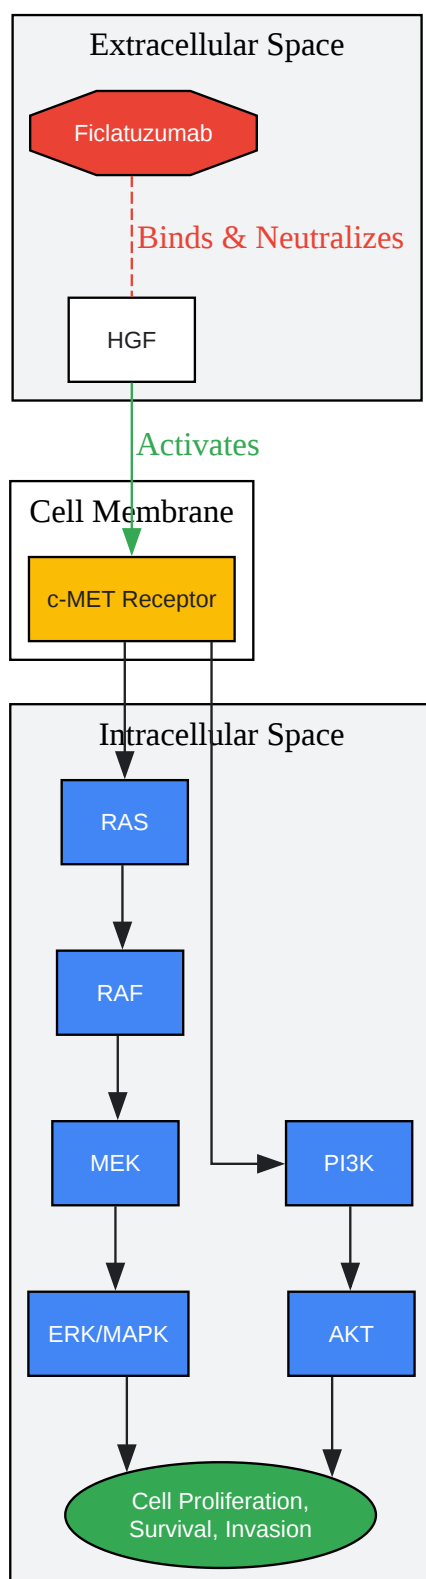 Extracellular Space
Ficlatuzumab
Binds & Neutralizes
HGF
Activates
Cell Membrane
c-MET Receptor
Intracellular Space
RAS
RAF
MEK
PI3K
ERK/MAPK
AKT
Cell Proliferation,
Survival, Invasion